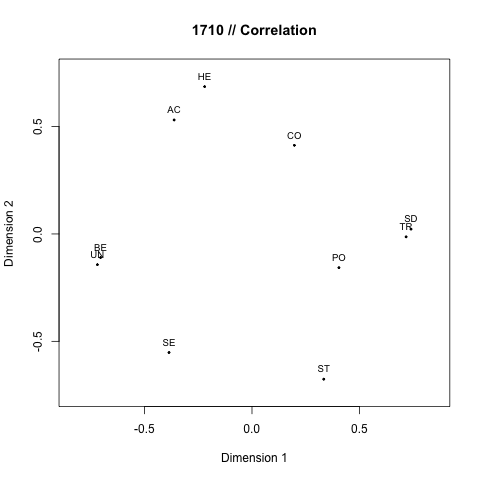 1710 // Correlation
HE
AC
CO
SD
TR
BE
UN
PO
SE
ST
0.5
0.0
-0.5
Dimension 2
-0.5
0.0
0.5
Dimension 1